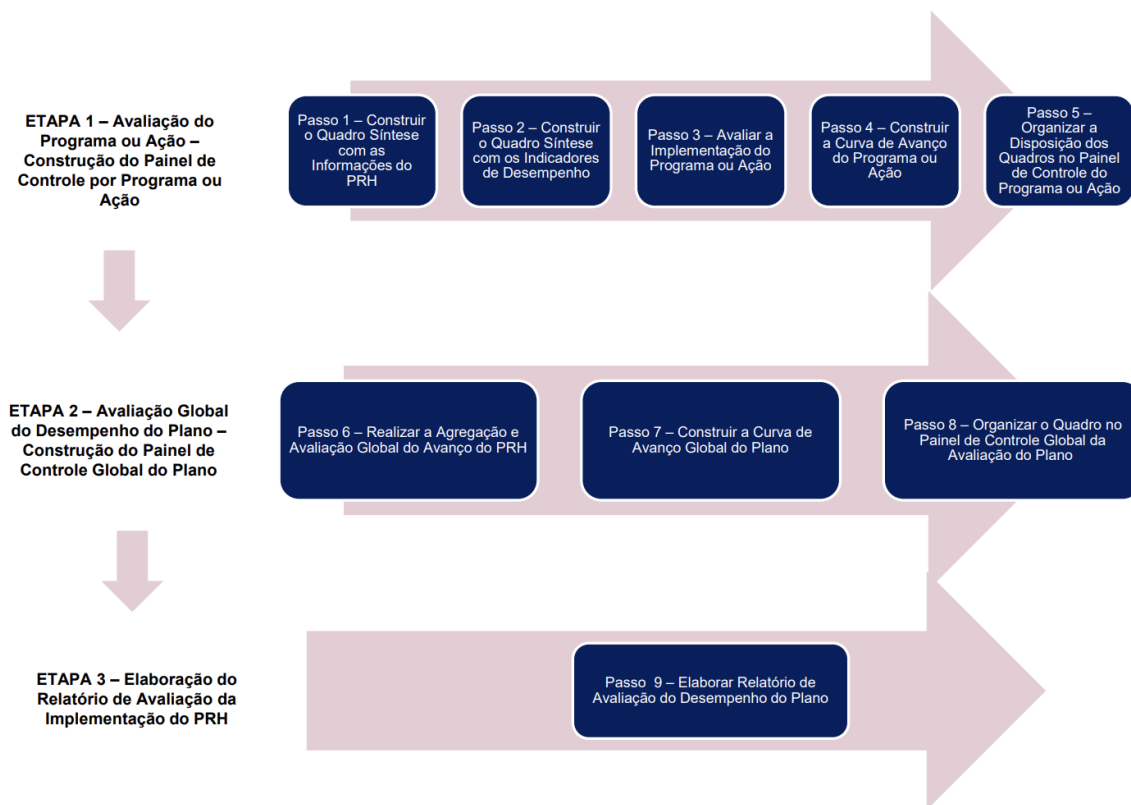 ETAPA 1 – Avaliação do
Programa ou Ação –
Construção do Painel de
Controle por Programa ou
Ação
Passo 1 – Construir
o Quadro Síntese
com as
Informações do
PRH
Passo 2 – Construir
o Quadro Síntese
com os Indicadores
de Desempenho
Passo 3 – Avaliar a
Implementação do
Programa ou Ação
Passo 4 – Construir
a Curva de Avanço
do Programa ou
Ação
Passo 5 –
Organizar a
Disposição dos
Quadros no Painel
de Controle do
Programa ou Ação
ETAPA 2 – Avaliação Global
do Desempenho do Plano –
Construção do Painel de
Controle Global do Plano
Passo 6 – Realizar a Agregação e
Avaliação Global do Avanço do PRH
Passo 7 – Construir a Curva de
Avanço Global do Plano
Passo 8 – Organizar o Quadro no
Painel de Controle Global da
Avaliação do Plano
ETAPA 3 – Elaboração do
Relatório de Avaliação da
Implementação do PRH
Passo 9 – Elaborar Relatório de
Avaliação do Desempenho do Plano